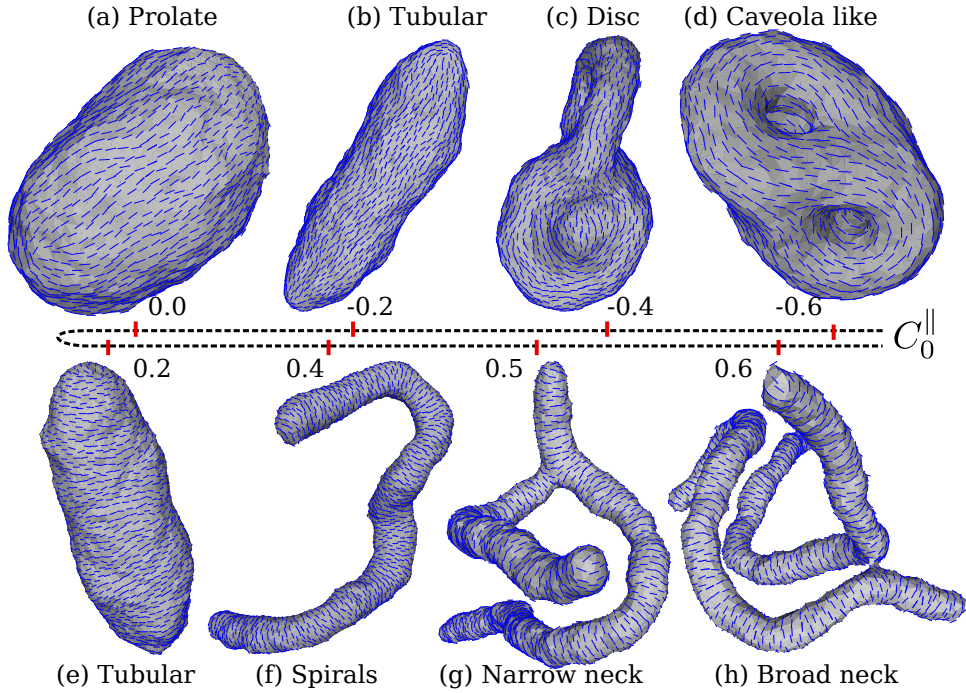 (a) Prolate
(b) Tubular
(c) Disc
(d) Caveola like
0.0
-0.2
-0.4
-0.6
C₀^∥
0.2
0.4
0.5
0.6
(e) Tubular
(f) Spirals
(g) Narrow neck
(h) Broad neck